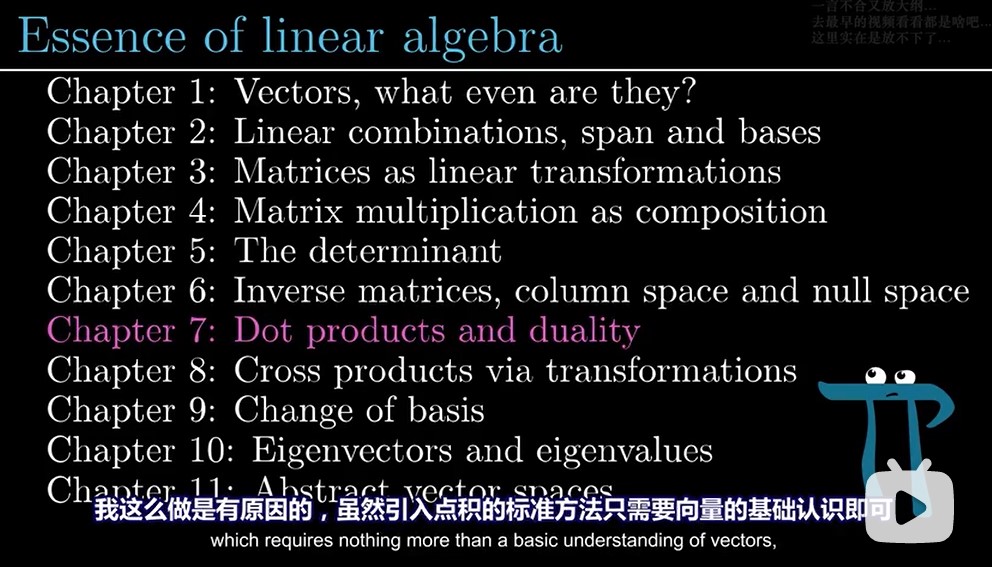 Essence of linear algebra
一言不合又放大纲...
去最早的视频看看都是啥吧...
这里实在是放不下了...
Chapter 1: Vectors, what even are they?
Chapter 2: Linear combinations, span and bases
Chapter 3: Matrices as linear transformations
Chapter 4: Matrix multiplication as composition
Chapter 5: The determinant
Chapter 6: Inverse matrices, column space and null space
Chapter 7: Dot products and duality
Chapter 8: Cross products via transformations
Chapter 9: Change of basis
Chapter 10: Eigenvectors and eigenvalues
Chapter 11: Abstract vector spaces
我这么做是有原因的，虽然引入点积的标准方法只需要向量的基础认识即可
which requires nothing more than a basic understanding of vectors,